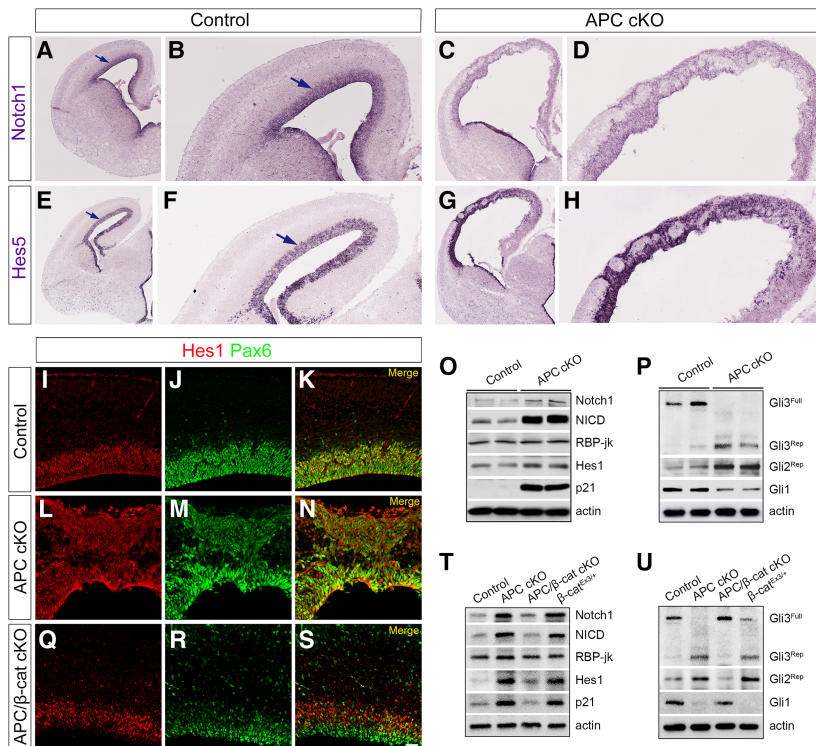 Control
APC cKO
Notch1
A
B
C
D
Hes5
E
F
G
H
Hes1 Pax6
Control
I
J
K
Merge
APC cKO
L
M
N
Merge
APC/β-cat cKO
Q
R
S
Merge
O
Control
APC cKO
Notch1
NICD
RBP-jk
Hes1
p21
actin
P
Control
APC cKO
Gli3Full
Gli3Rep
Gli2Rep
Gli1
actin
T
Control
APC cKO
APC/β-cat cKO
β-catEx3/+
Notch1
NICD
RBP-jk
Hes1
p21
actin
U
Control
APC cKO
APC/β-cat cKO
β-catEx3/+
Gli3Full
Gli3Rep
Gli2Rep
Gli1
actin